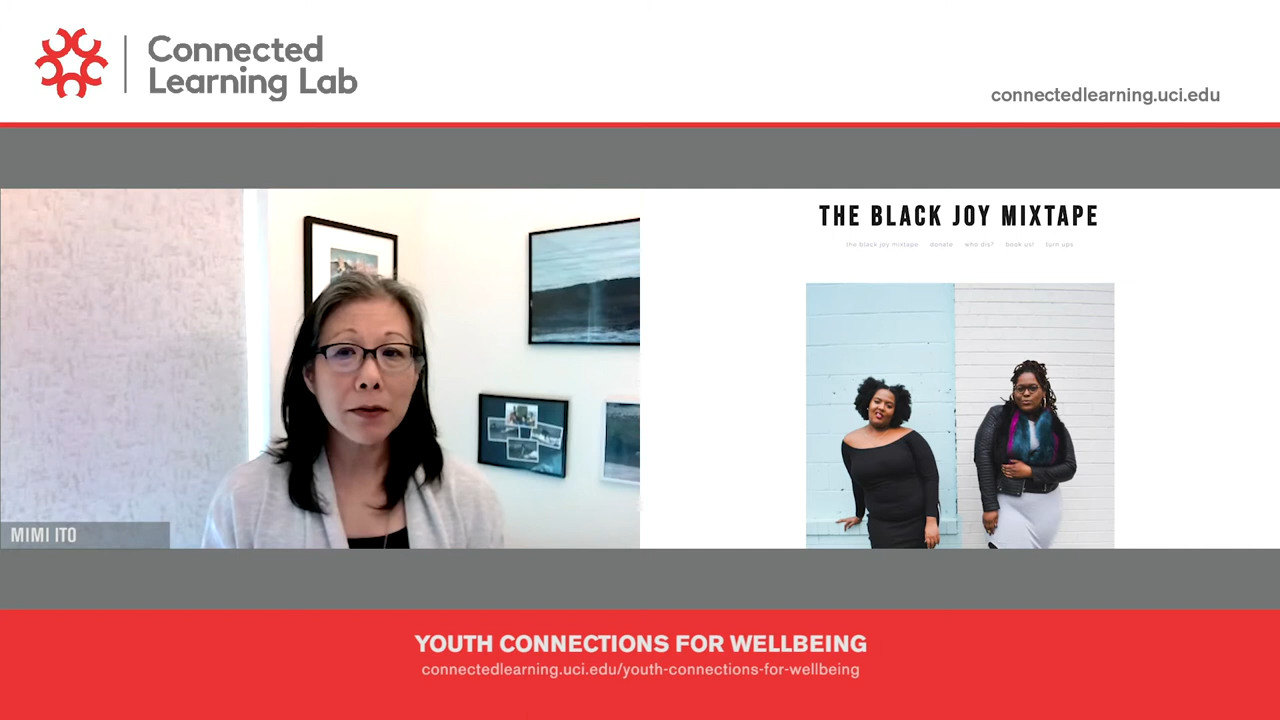 Connected
Learning Lab
connectedlearning.uci.edu
THE BLACK JOY MIXTAPE
the black joy mixtape donate who dis? book us! turn ups
MIMI ITO
YOUTH CONNECTIONS FOR WELLBEING
connectedlearning.uci.edu/youth-connections-for-wellbeing